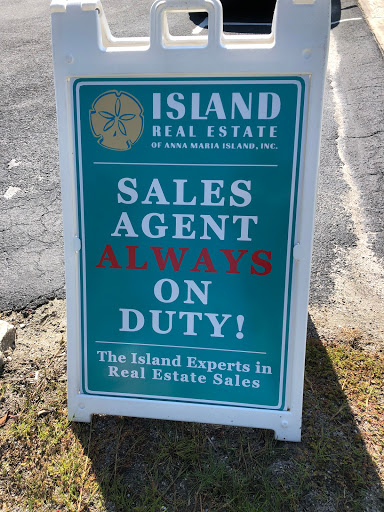 ISLAND
REAL ESTATE
OF ANNA MARIA ISLAND, INC.
SALES
AGENT
ALWAYS
ON
DUTY!
The Island Experts in
Real Estate Sales